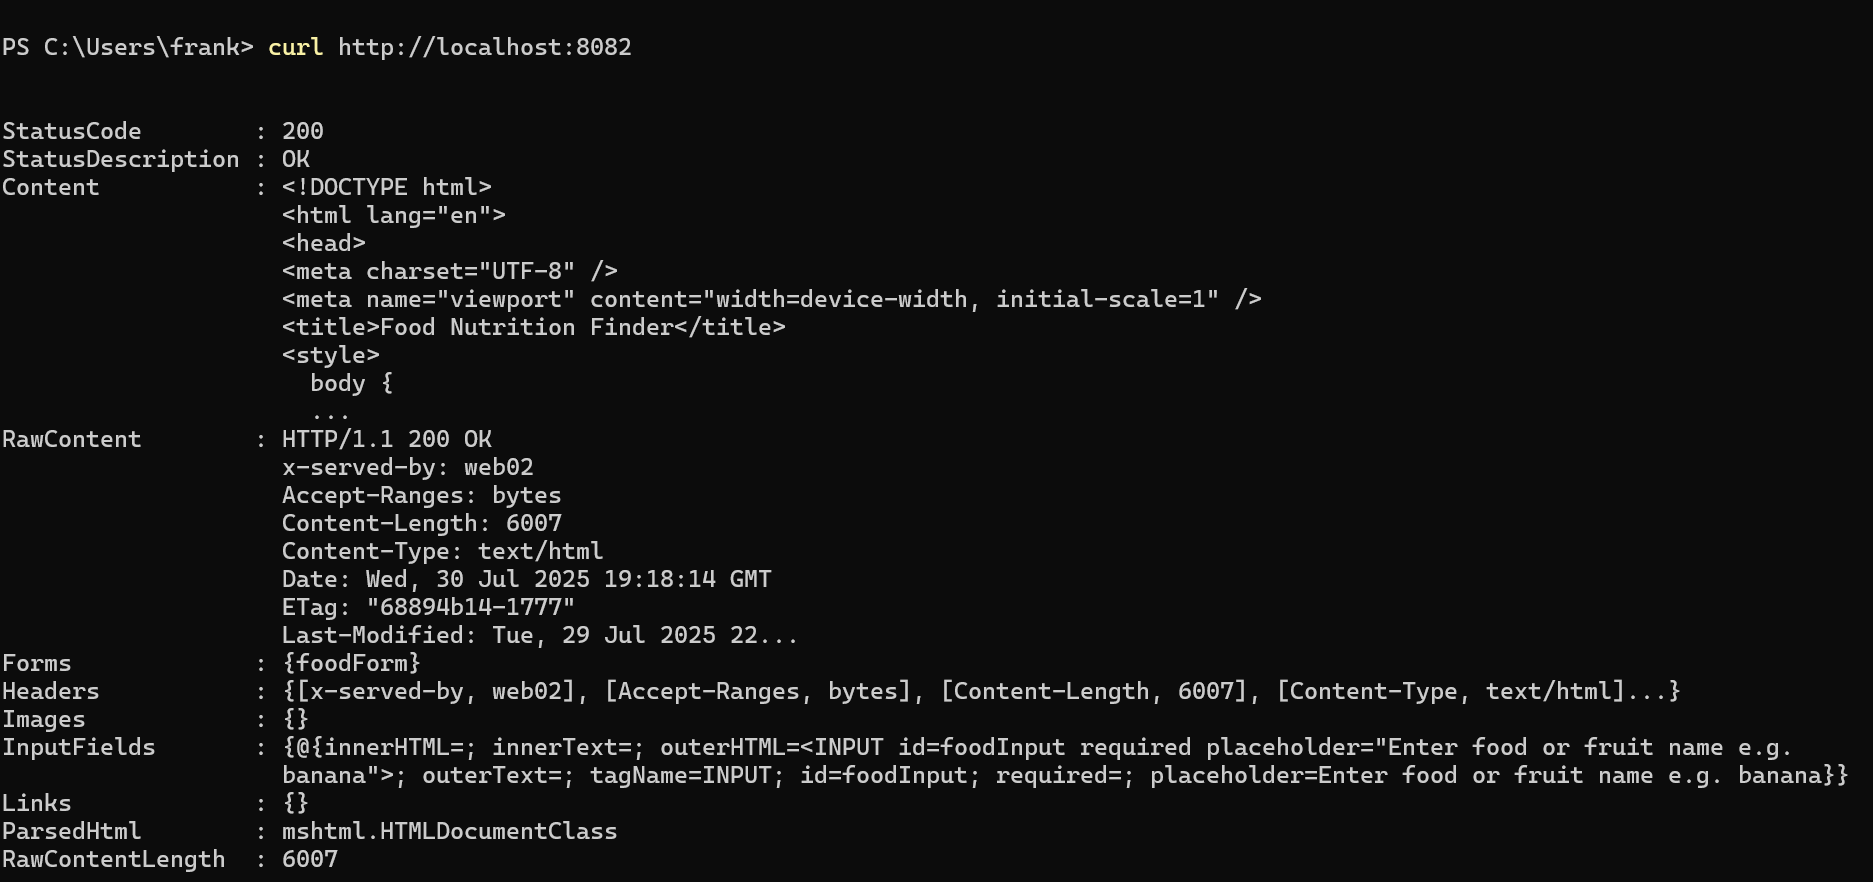 PS C:\Users\frank> curl http://localhost:8082
StatusCode        : 200
StatusDescription : OK
Content           : <!DOCTYPE html>
                    <html lang="en">
                    <head>
                    <meta charset="UTF-8" />
                    <meta name="viewport" content="width=device-width, initial-scale=1" />
                    <title>Food Nutrition Finder</title>
                    <style>
                      body {
                      ...
RawContent        : HTTP/1.1 200 OK
                    x-served-by: web02
                    Accept-Ranges: bytes
                    Content-Length: 6007
                    Content-Type: text/html
                    Date: Wed, 30 Jul 2025 19:18:14 GMT
                    ETag: "68894b14-1777"
                    Last-Modified: Tue, 29 Jul 2025 22...
Forms             : {foodForm}
Headers           : {[x-served-by, web02], [Accept-Ranges, bytes], [Content-Length, 6007], [Content-Type, text/html]...}
Images            : {}
InputFields       : {@{innerHTML=; innerText=; outerHTML=<INPUT id=foodInput required placeholder="Enter food or fruit name e.g.
                    banana">; outerText=; tagName=INPUT; id=foodInput; required=; placeholder=Enter food or fruit name e.g. banana}}
Links             : {}
ParsedHtml        : mshtml.HTMLDocumentClass
RawContentLength  : 6007